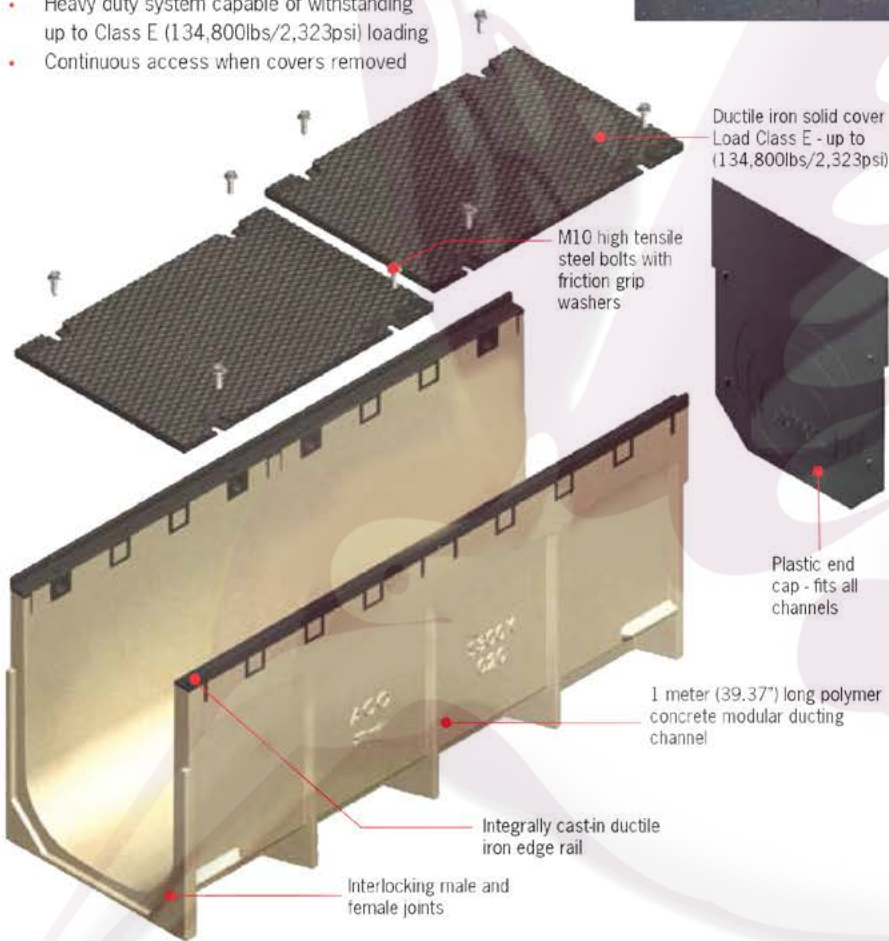 • Heavy duty system capable of withstanding
up to Class E (134,800lbs/2,323psi) loading
• Continuous access when covers removed
Ductile iron solid cover
Load Class E - up to
(134,800lbs/2,323psi)
M10 high tensile
steel bolts with
friction grip
washers
Plastic end
cap - fits all
channels
1 meter (39.37") long polymer
concrete modular ducting
channel
Integrally cast-in ductile
iron edge rail
Interlocking male and
female joints